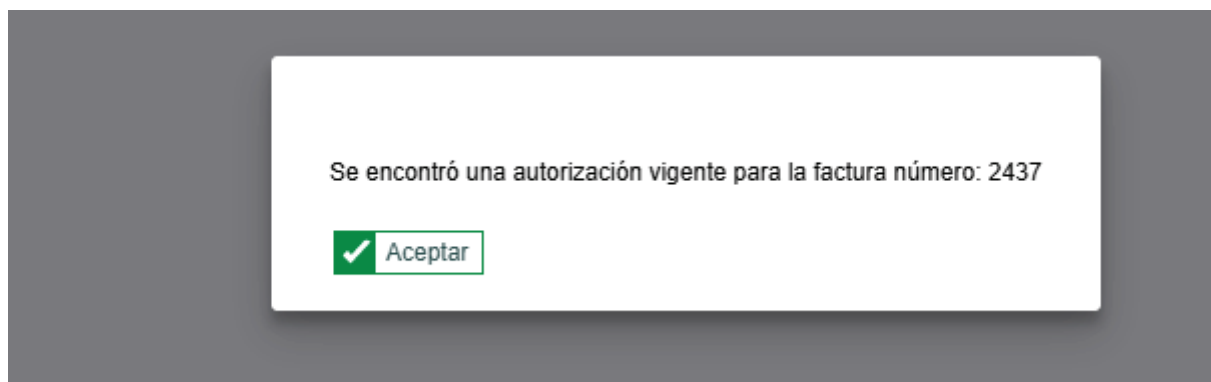 Se encontró una autorización vigente para la factura número: 2437
Aceptar